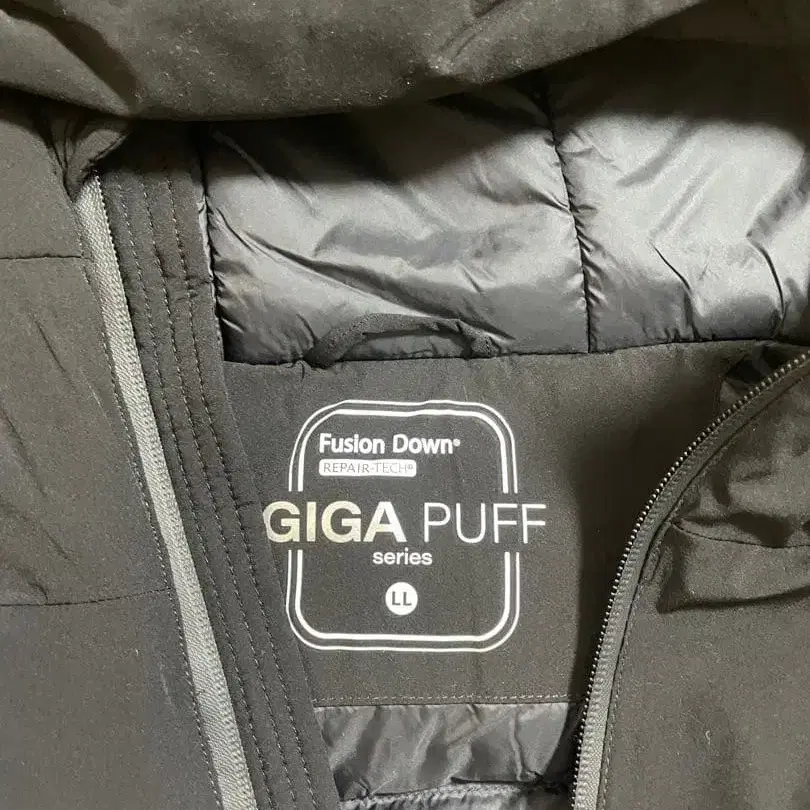 Fusion Down®
REPAIR-TECH®
GIGA PUFF
series
LL